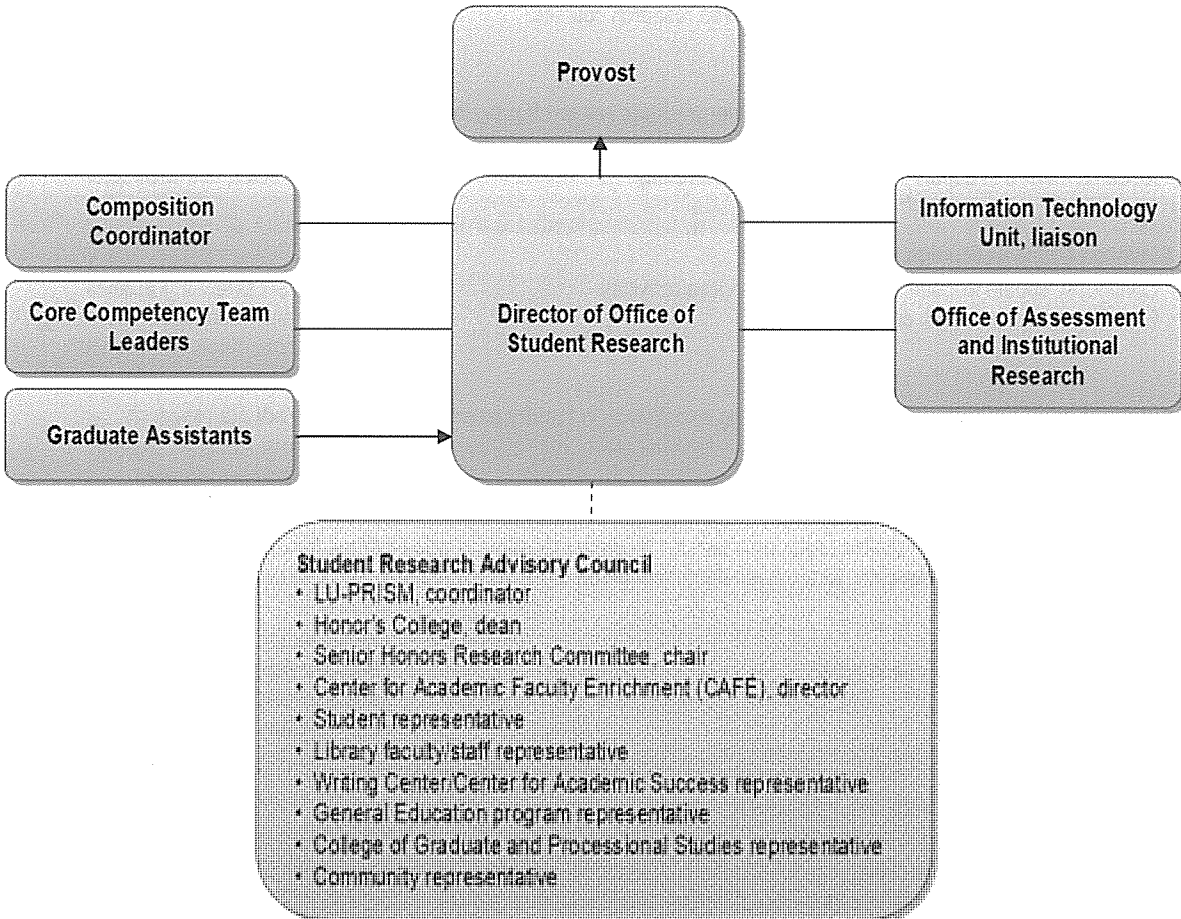 Provost
Composition
Coordinator
Core Competency Team
Leaders
Graduate Assistants
Director of Office of
Student Research
Information Technology
Unit, liaison
Office of Assessment
and Institutional
Research
Student Research Advisory Council
• LU-PRISM, coordinator
• Honor's College, dean
• Senior Honors Research Committee, chair
• Center for Academic Faculty Enrichment (CAFE), director
• Student representative
• Library faculty/staff representative
• Writing Center/Center for Academic Success representative
• General Education program representative
• College of Graduate and Professional Studies representative
• Community representative